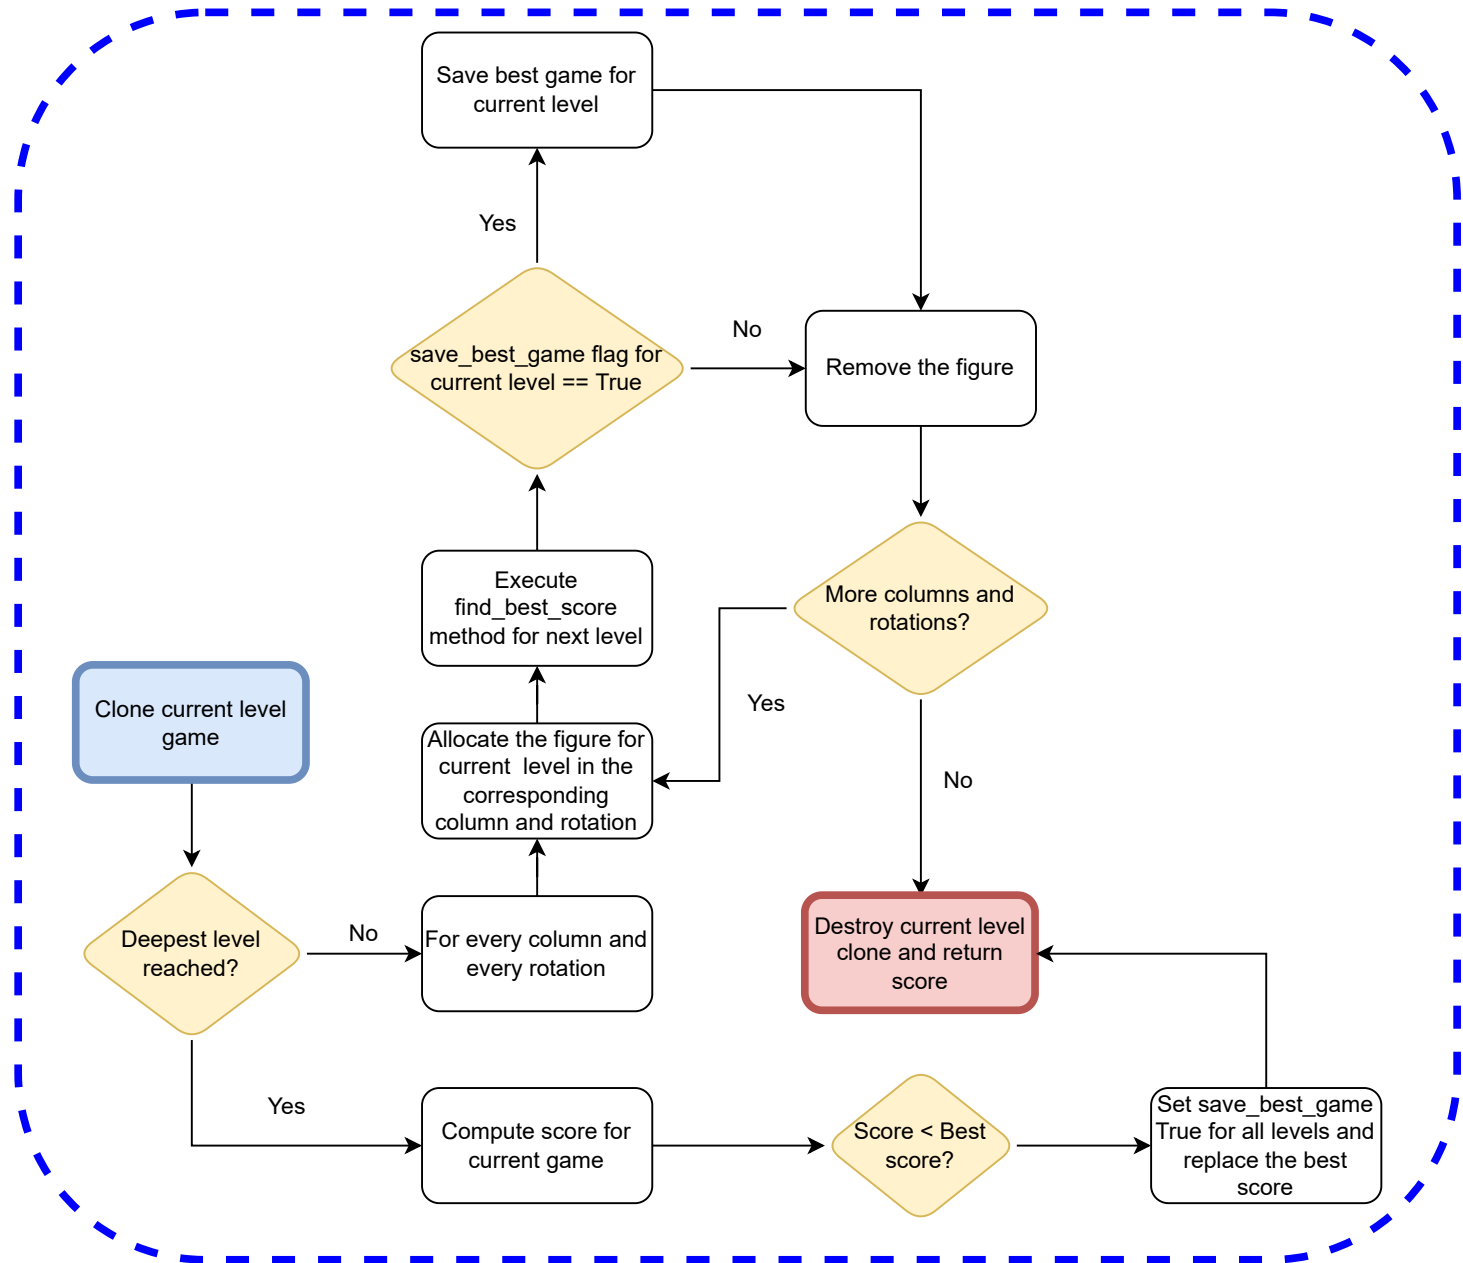 Save best game for
current level
Yes
save_best_game flag for
current level == True
No
Remove the figure
Execute
find_best_score
method for next level
More columns and
rotations?
Yes
Clone current level
game
Allocate the figure for
current  level in the
corresponding
column and rotation
No
Deepest level
reached?
No
For every column and
every rotation
Destroy current level
clone and return
score
Yes
Compute score for
current game
Score < Best
score?
Set save_best_game
True for all levels and
replace the best
score